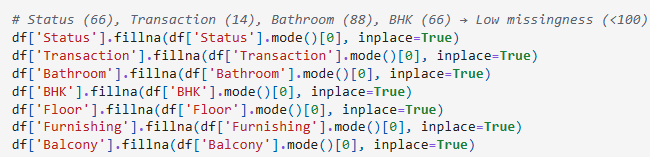 # Status (66), Transaction (14), Bathroom (88), BHK (66) → Low missingness (<100)
df['Status'].fillna(df['Status'].mode()[0], inplace=True)
df['Transaction'].fillna(df['Transaction'].mode()[0], inplace=True)
df['Bathroom'].fillna(df['Bathroom'].mode()[0], inplace=True)
df['BHK'].fillna(df['BHK'].mode()[0], inplace=True)
df['Floor'].fillna(df['Floor'].mode()[0], inplace=True)
df['Furnishing'].fillna(df['Furnishing'].mode()[0], inplace=True)
df['Balcony'].fillna(df['Balcony'].mode()[0], inplace=True)